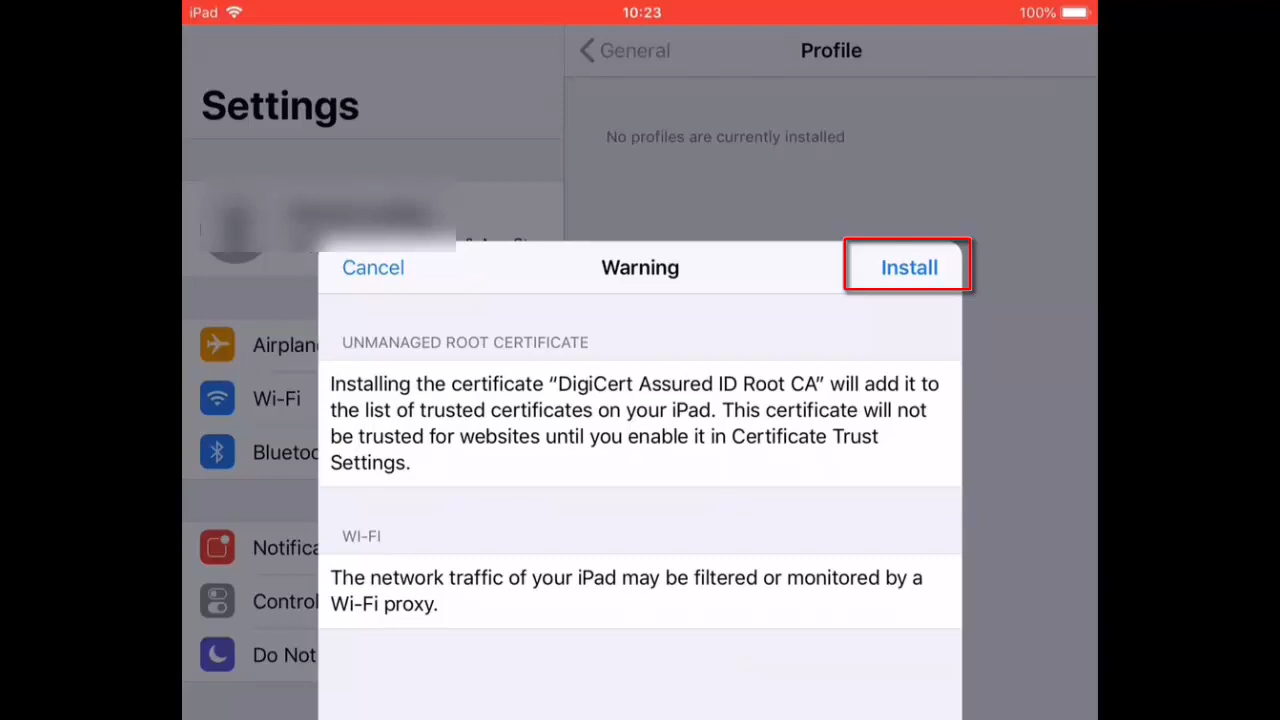 iPad 10:23 100%
General Profile
Settings
No profiles are currently installed
Cancel Warning Install
UNMANAGED ROOT CERTIFICATE
Installing the certificate “DigiCert Assured ID Root CA” will add it to
the list of trusted certificates on your iPad. This certificate will not
be trusted for websites until you enable it in Certificate Trust
Settings.
WI-FI
The network traffic of your iPad may be filtered or monitored by a
Wi-Fi proxy.
Airplan
Wi-Fi
Bluetoo
Notifica
Control
Do Not